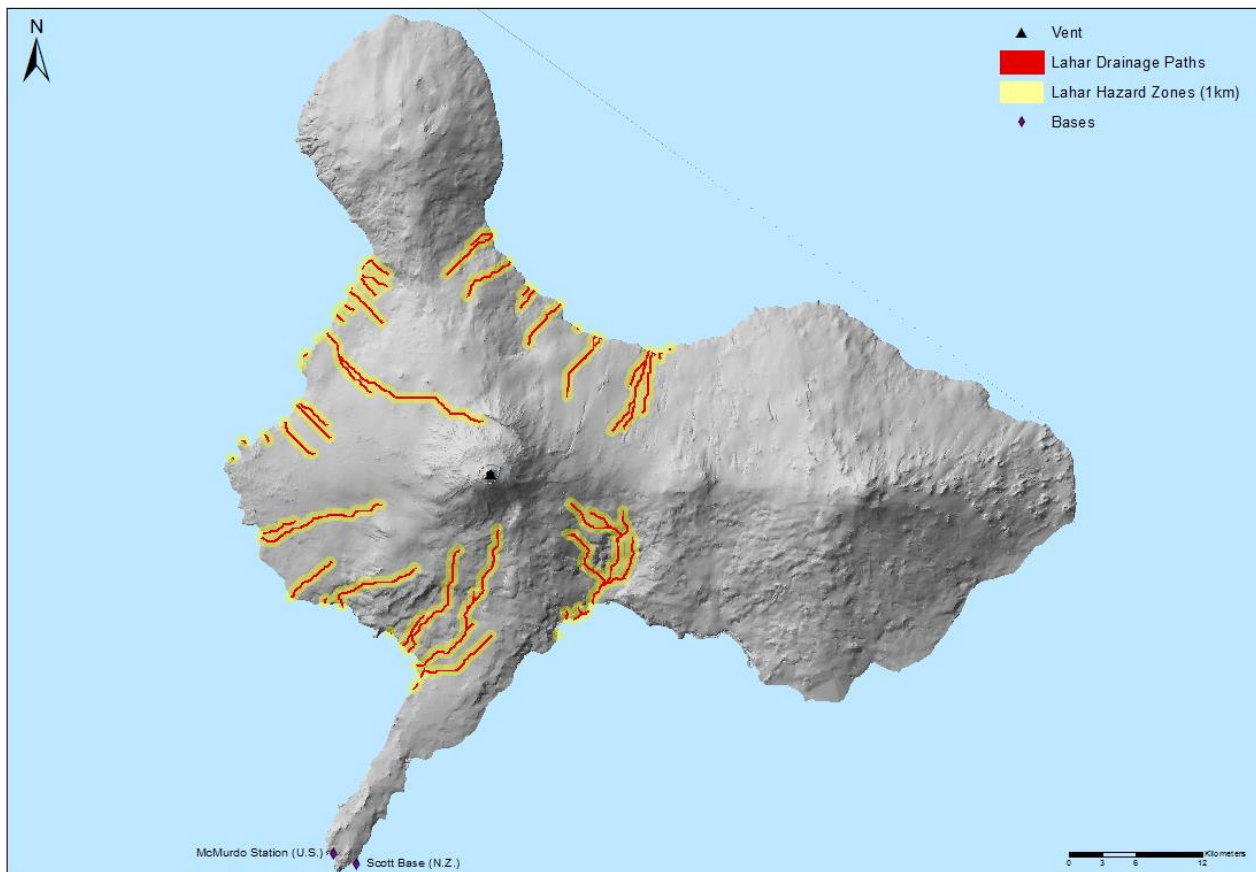 N
Vent
Lahar Drainage Paths
Lahar Hazard Zones (1km)
Bases
McMurdo Station (U.S.)
Scott Base (N.Z.)
Kilometers
0 3 6 12